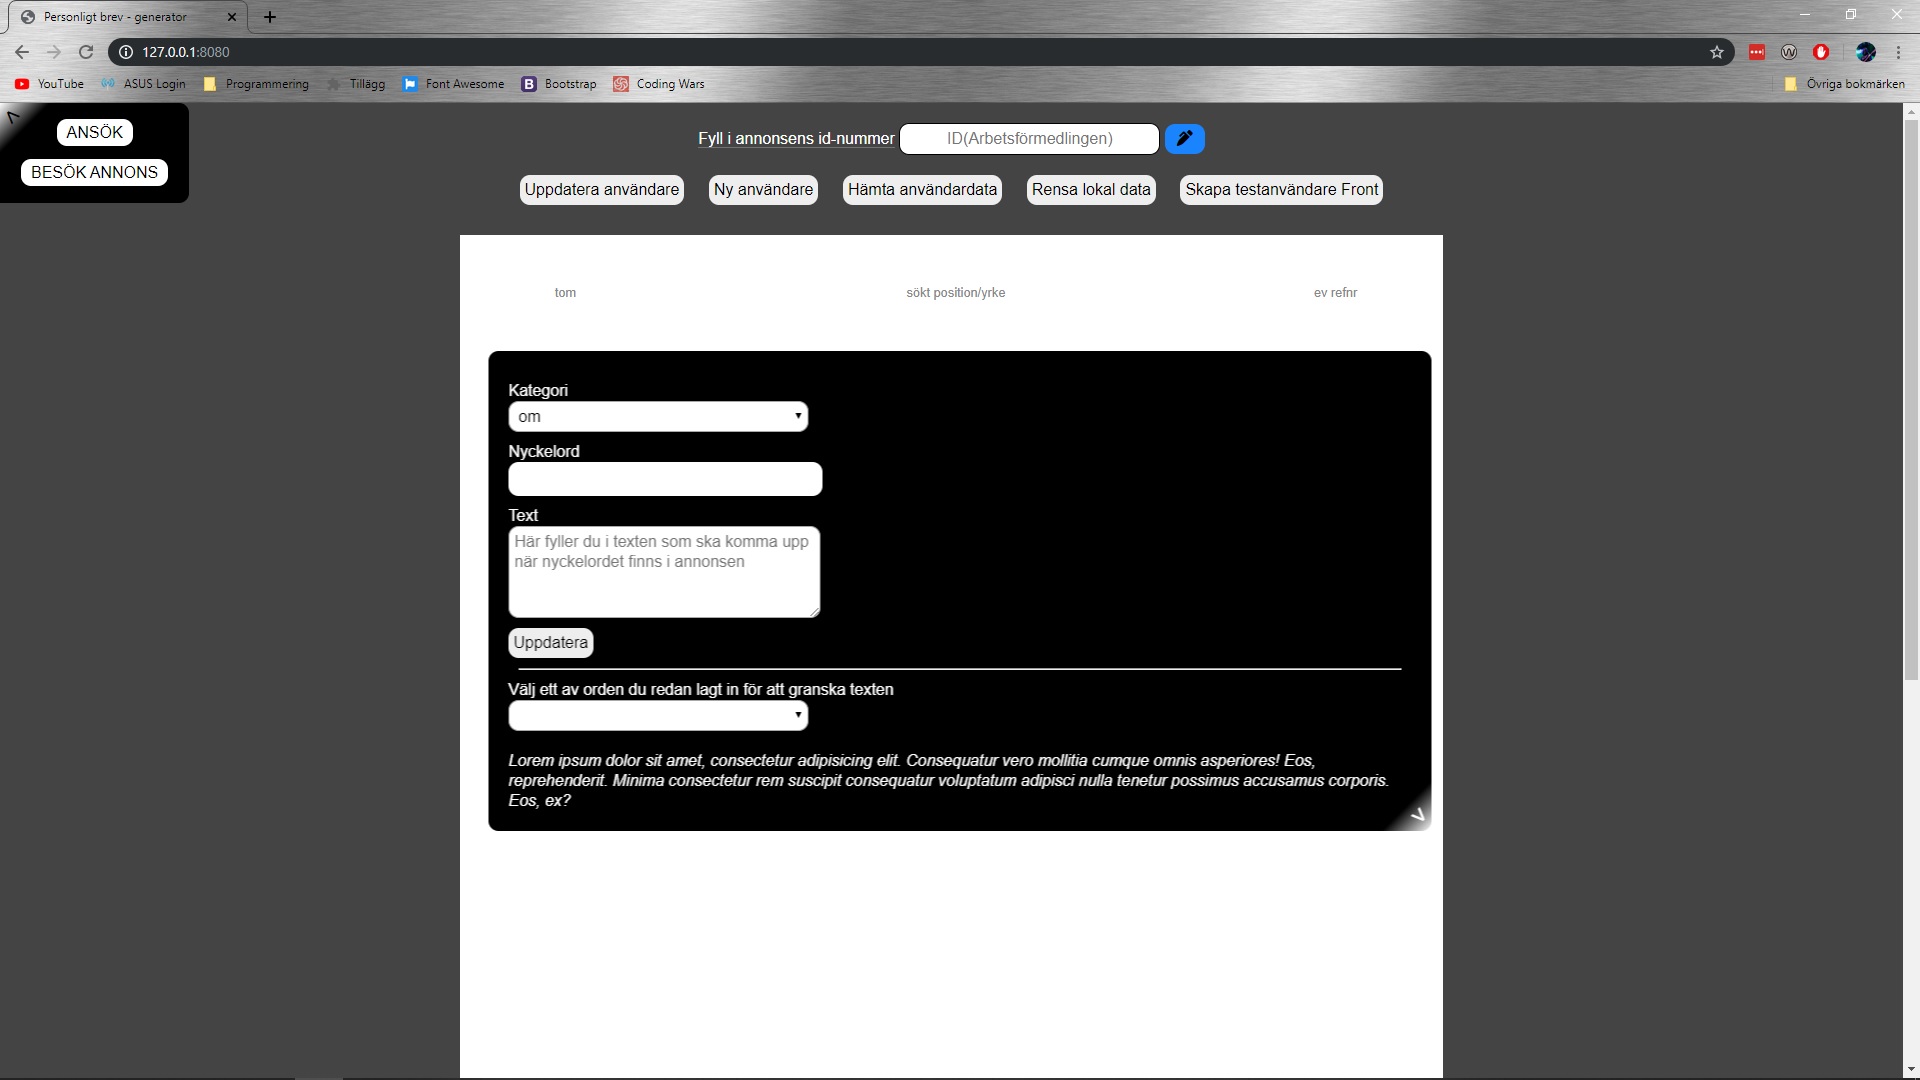 Personligt brev - generator
127.0.0.1:8080
YouTube ASUS Login Programmering Tillägg Font Awesome Bootstrap Coding Wars Övriga bokmärken
ANSÖK
BESÖK ANNONS
Fyll i annonsens id-nummer ID(Arbetsförmedlingen)
Uppdatera användare Ny användare Hämta användardata Rensa lokal data Skapa testanvändare Front
tom sökt position/yrke ev refnr
Kategori
om
Nyckelord
Text
Här fyller du i texten som ska komma upp
när nyckelordet finns i annonsen
Uppdatera
Välj ett av orden du redan lagt in för att granska texten
Lorem ipsum dolor sit amet, consectetur adipisicing elit. Consequatur vero mollitia cumque omnis asperiores! Eos,
reprehenderit. Minima consectetur rem suscipit consequatur voluptatum adipisci nulla tenetur possimus accusamus corporis.
Eos, ex?